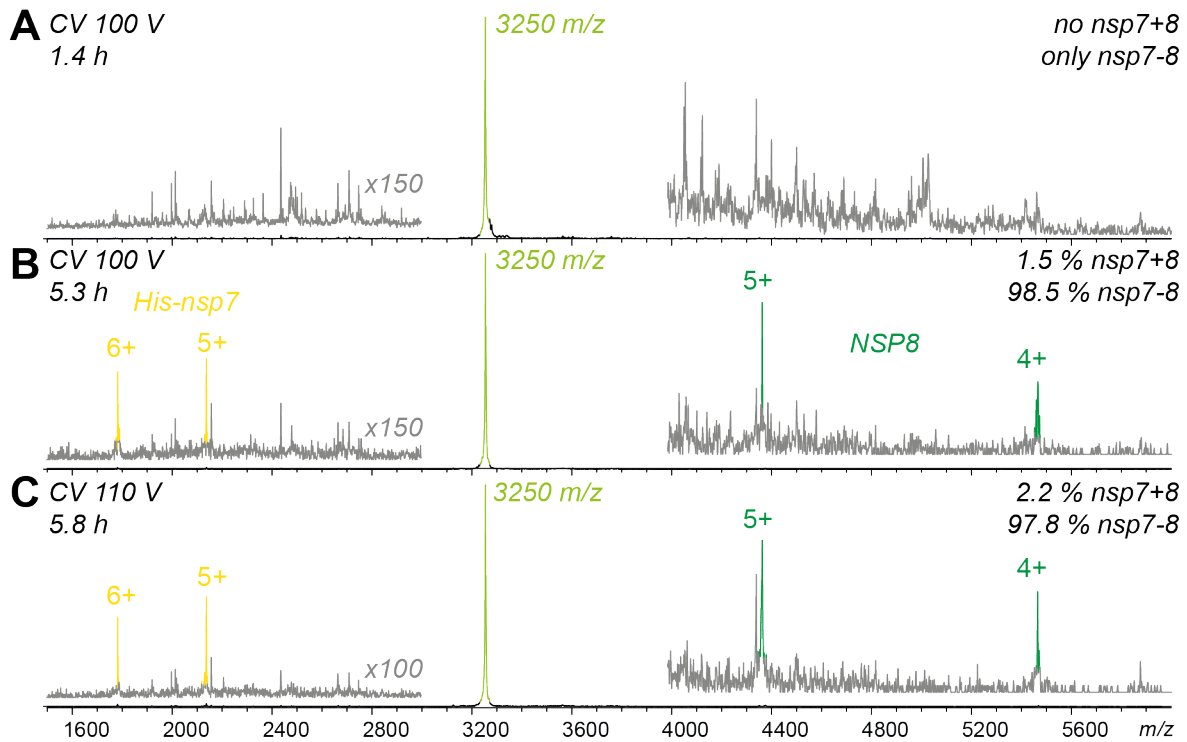 A CV 100 V 3250 m/z no nsp7+8
1.4 h only nsp7-8
x150
B CV 100 V 3250 m/z 1.5 % nsp7+8
5.3 h His-nsp7 5+ 98.5 % nsp7-8
6+ 5+ NSP8 4+
x150
C CV 110 V 3250 m/z 2.2 % nsp7+8
5.8 h 5+ 97.8 % nsp7-8
6+ 5+ 4+
x100
1600 2000 2400 2800 3200 3600 4000 4400 4800 5200 5600 m/z